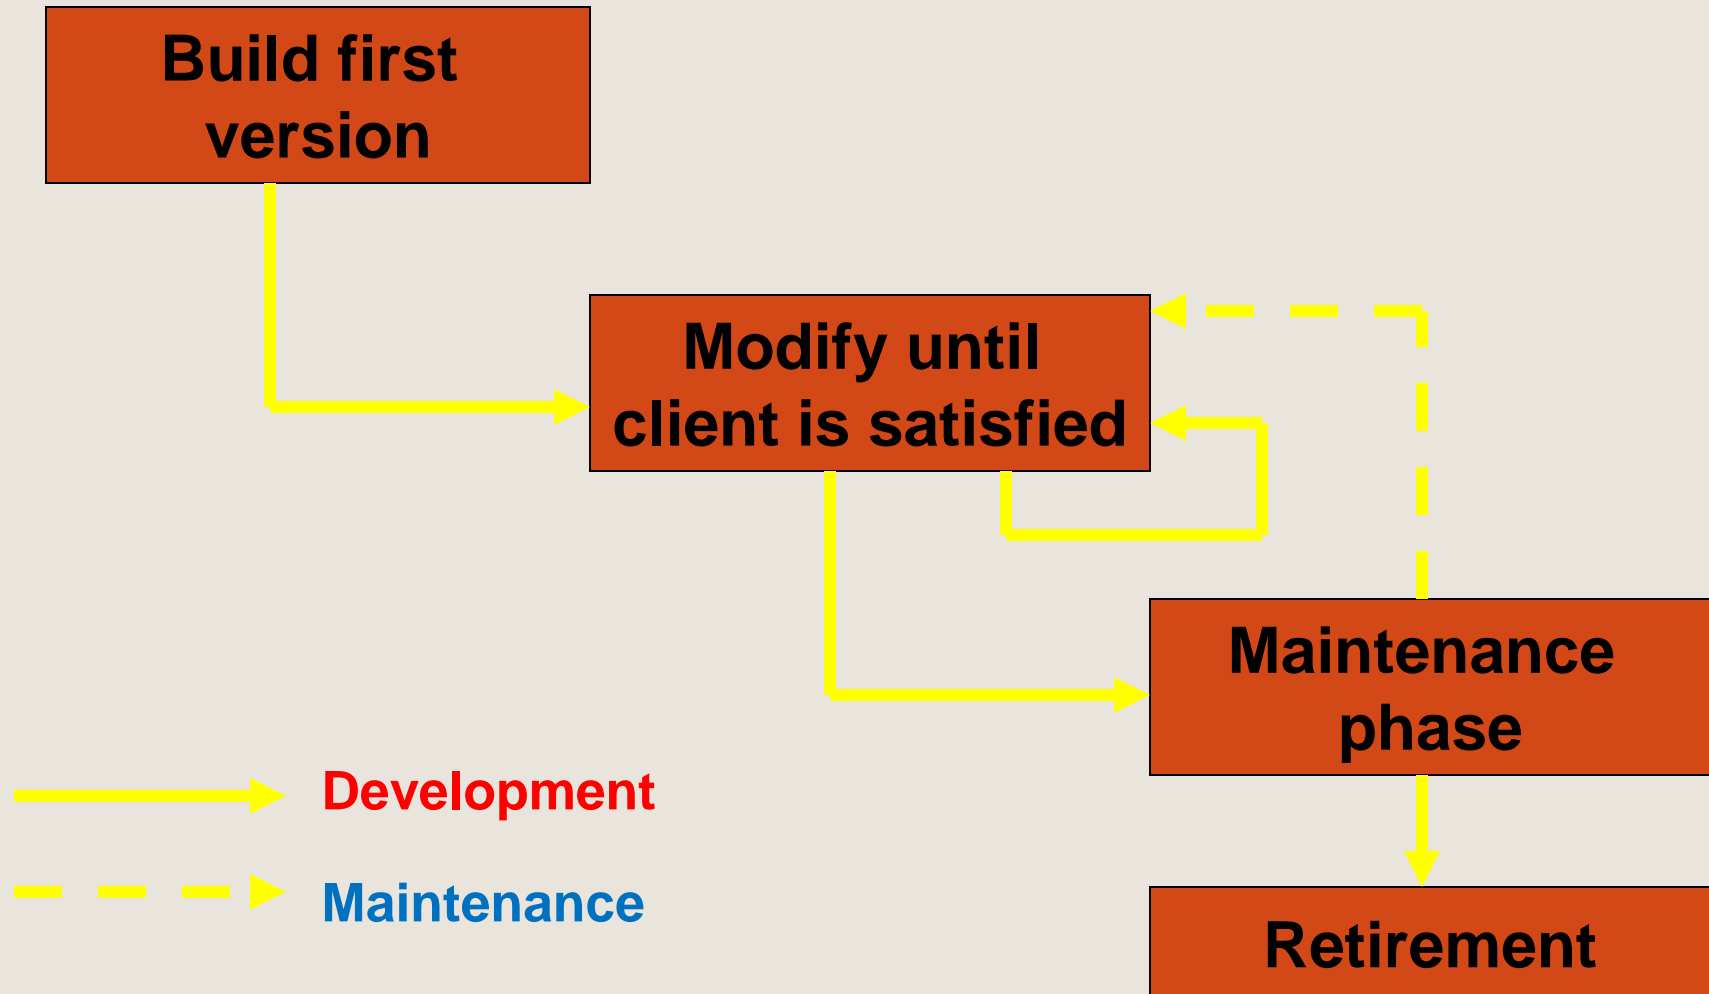 Build first
version
Modify until
client is satisfied
Maintenance
phase
Development
Maintenance
Retirement